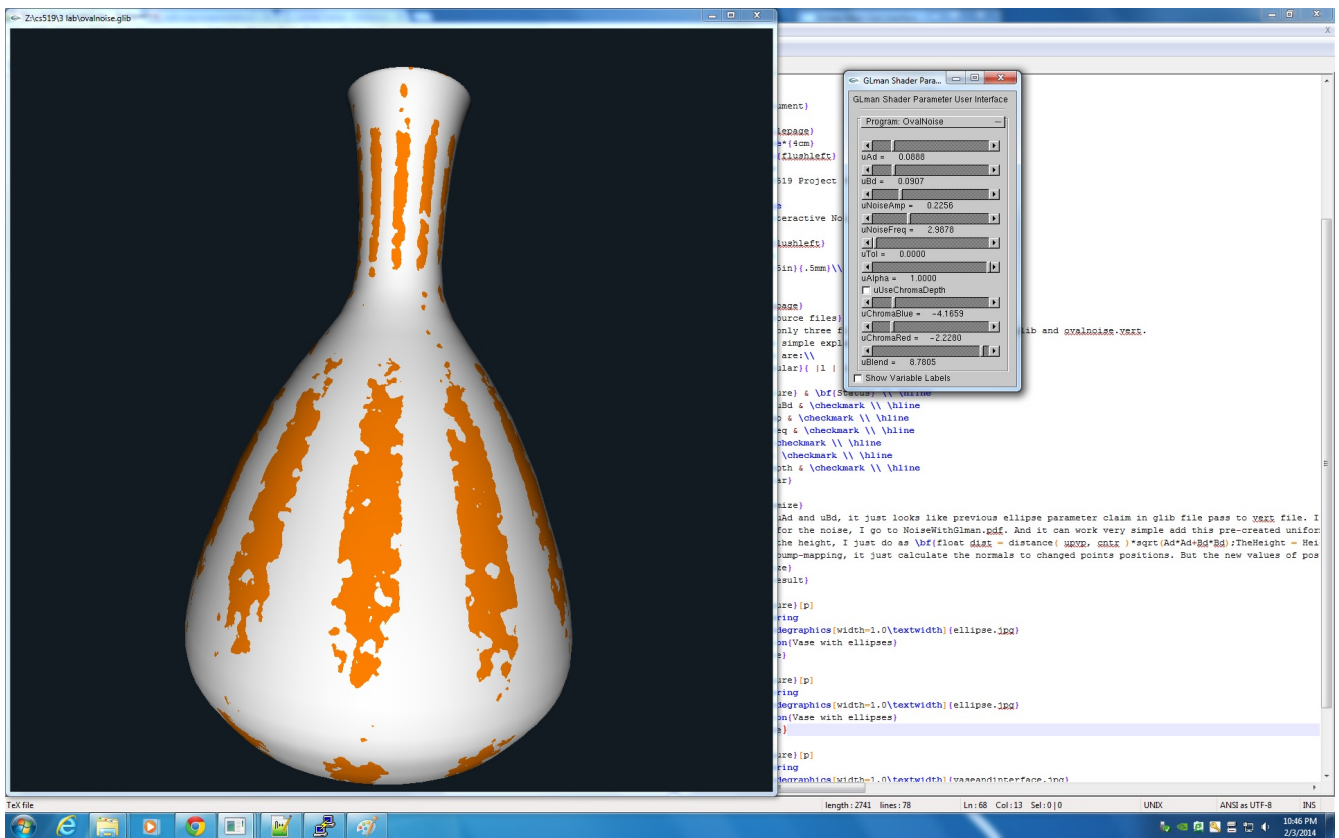 Z:\cs519\3 lab\ovalnoise.glib
GLman Shader Para...
GLman Shader Parameter User Interface
Program: OvalNoise
uAd = 0.0888
uBd = 0.0907
uNoiseAmp = 0.2256
uNoiseFreq = 2.9878
uTol = 0.0000
uAlpha = 1.0000
uUseChromaDepth
uChromaBlue = -4.1659
uChromaRed = -2.2280
uBlend = 8.7805
Show Variable Labels
ument}
lepage}
e*{4cm}
{flushleft}
519 Project
teractive No
lushleft}
5in}{.5mm}\\
page}
ource files}
only three f
lib and ovalnoise.vert.
simple expl
are:\\
ular}{ |l |
ure} & \bf{Status} \\ \hline
uBd & \checkmark \\ \hline
p & \checkmark \\ \hline
eq & \checkmark \\ \hline
checkmark \\ \hline
\checkmark \\ \hline
pth & \checkmark \\ \hline
ar}
mize}
uAd and uBd, it just looks like previous ellipse parameter claim in glib file pass to vert file. I
for the noise, I go to NoiseWithGlman.pdf. And it can work very simple add this pre-created unifor
the height, I just do as \bf{float dist = distance( upvp, cntr )*sqrt(Ad*Ad+Bd*Bd);TheHeight = Hei
bump-mapping, it just calculate the normals to changed points positions. But the new values of pos
ze}
esult}
ure}[p]
ring
degraphics[width=1.0\textwidth]{ellipse.jpg}
on{Vase with ellipses}
e}
ure}[p]
ring
degraphics[width=1.0\textwidth]{ellipse.jpg}
on{Vase with ellipses}
e}
ure}[p]
ring
degraphics[width=1.0\textwidth]{vaseandinterface.jpg}
TeX file
length : 2741 lines : 78
Ln : 68 Col : 13 Sel : 0 | 0
UNIX
ANSI as UTF-8
INS
10:46 PM
2/3/2014